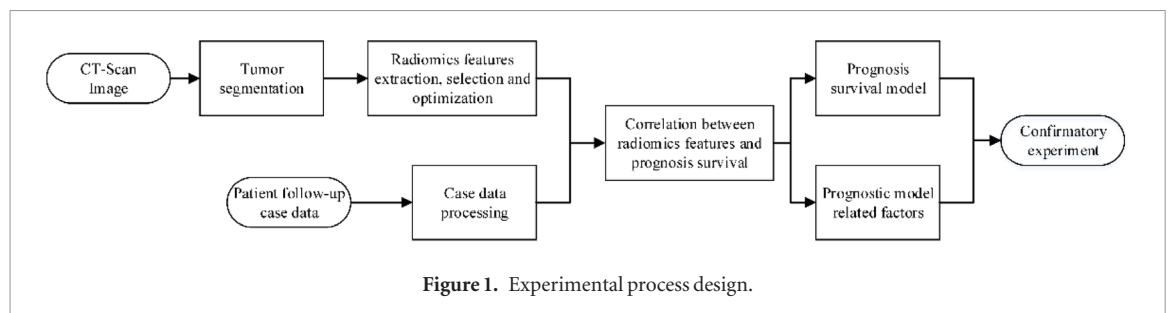 CT-Scan
Image
Tumor
segmentation
Radiomics features
extraction, selection and
optimization
Patient follow-up
case data
Case data
processing
Correlation between
radiomics features and
prognosis survival
Prognosis
survival model
Prognostic model
related factors
Confirmatory
experiment
Figure 1. Experimental process design.